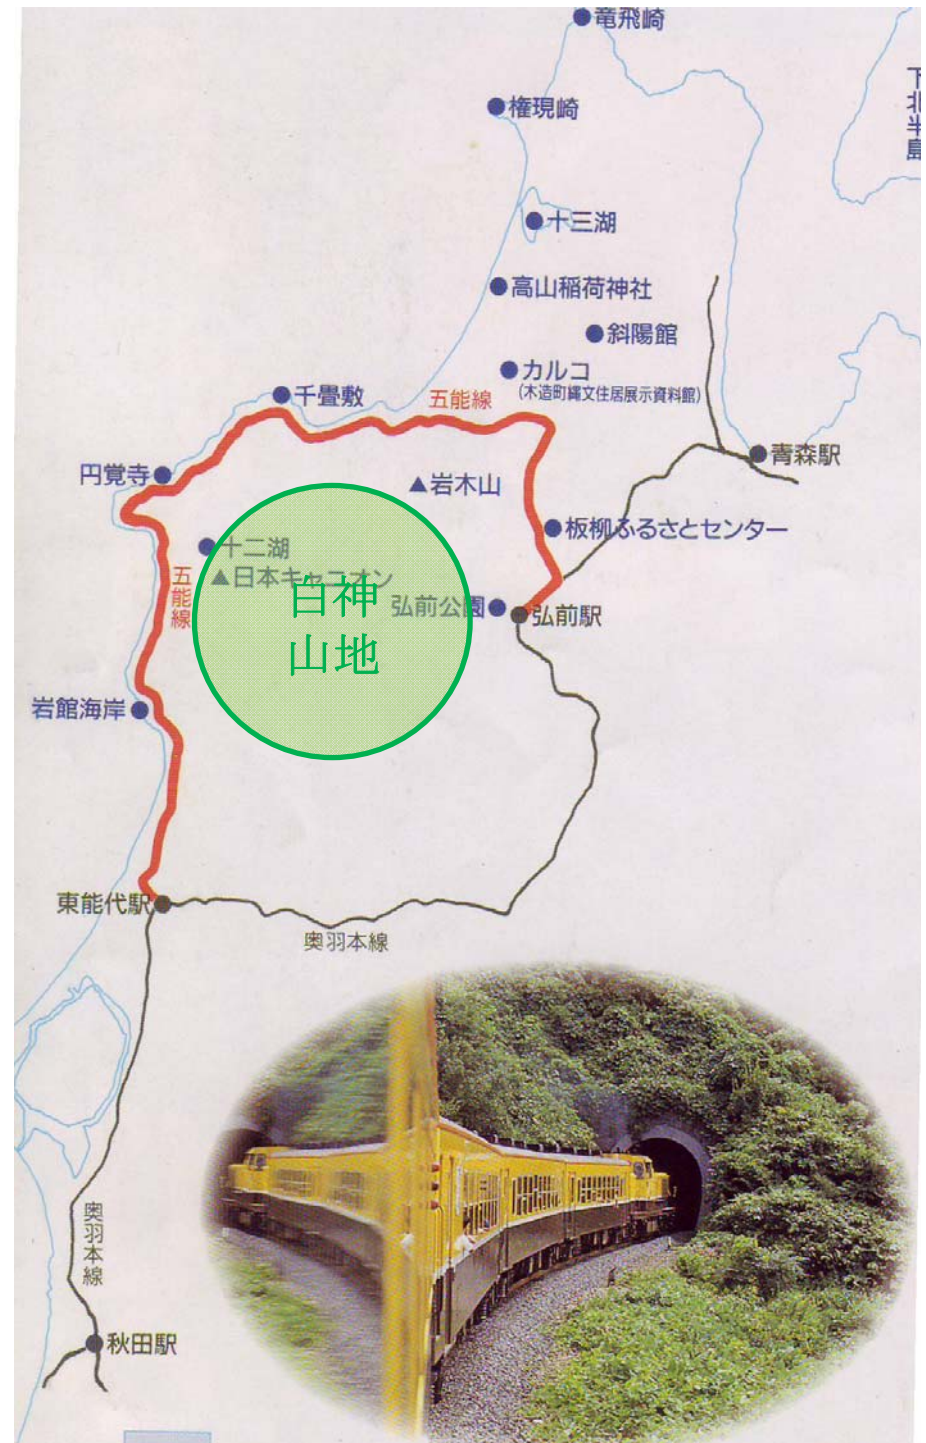 竜飛崎
下北半島
権現崎
十三湖
高山稲荷神社
斜陽館
カルコ
(木造町縄文住居展示資料館)
千畳敷
五能線
青森駅
円覚寺
岩木山
板柳ふるさとセンター
十二湖
日本キャニオン
五能線
白神
山地
弘前公園
弘前駅
岩館海岸
東能代駅
奥羽本線
奥羽本線
秋田駅